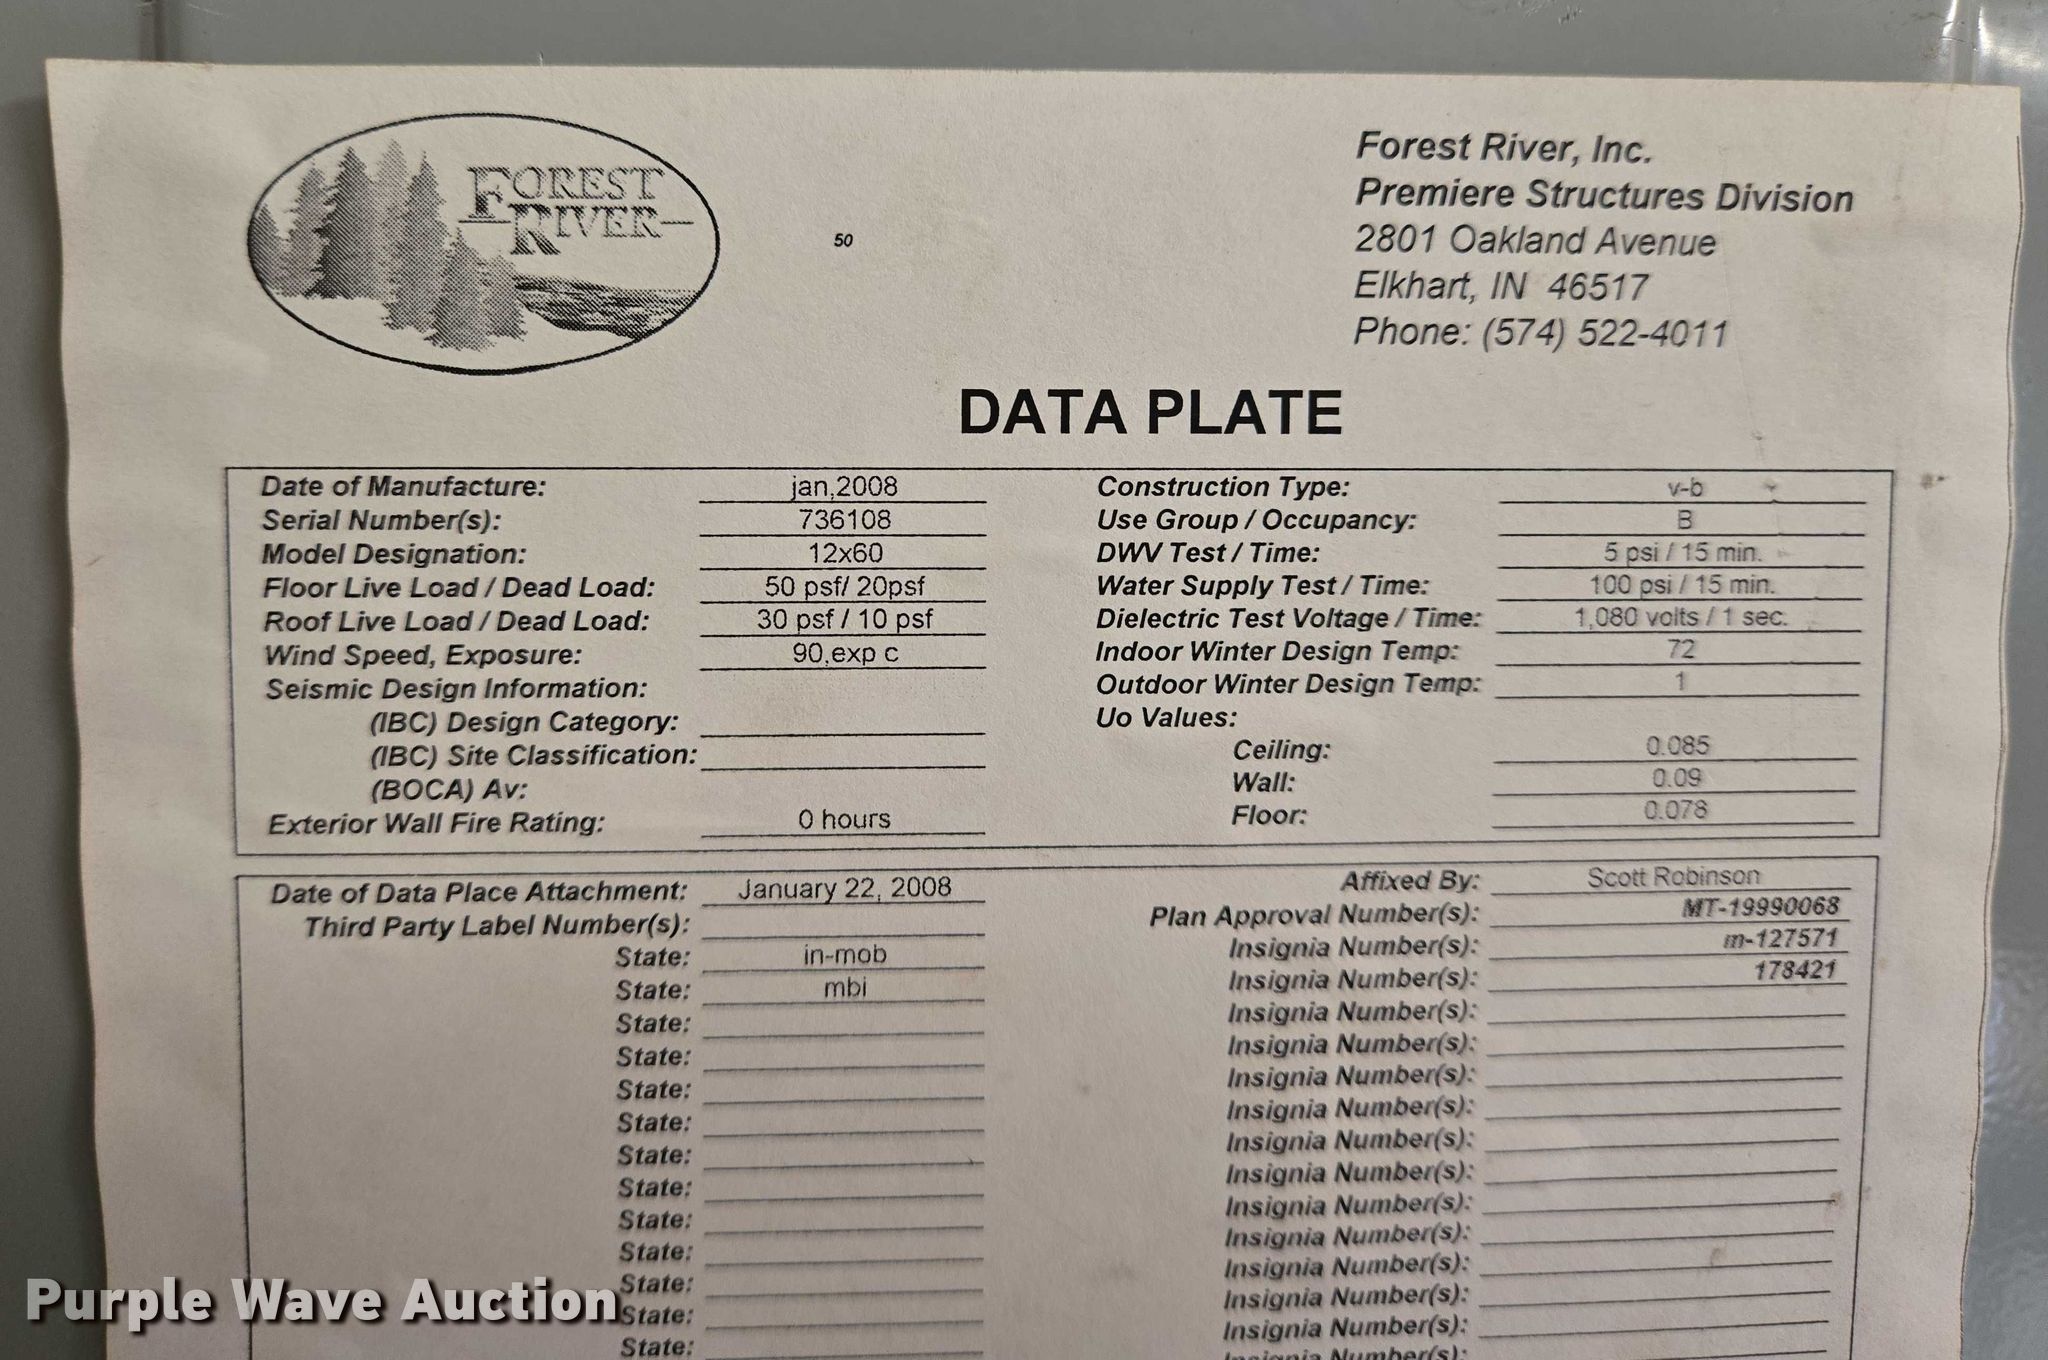 FOREST
RIVER
50
Forest River, Inc.
Premiere Structures Division
2801 Oakland Avenue
Elkhart, IN 46517
Phone: (574) 522-4011
DATA PLATE
Date of Manufacture: jan,2008
Serial Number(s): 736108
Model Designation: 12x60
Floor Live Load / Dead Load: 50 psf/ 20psf
Roof Live Load / Dead Load: 30 psf / 10 psf
Wind Speed, Exposure: 90,exp c
Seismic Design Information:
(IBC) Design Category:
(IBC) Site Classification:
(BOCA) Av:
Exterior Wall Fire Rating: 0 hours
Construction Type: v-b
Use Group / Occupancy: B
DWV Test / Time: 5 psi / 15 min.
Water Supply Test / Time: 100 psi / 15 min.
Dielectric Test Voltage / Time: 1,080 volts / 1 sec.
Indoor Winter Design Temp: 72
Outdoor Winter Design Temp: 1
Uo Values:
Ceiling: 0.085
Wall: 0.09
Floor: 0.078
Date of Data Place Attachment: January 22, 2008
Third Party Label Number(s):
State: in-mob
State: mbi
State:
State:
State:
State:
State:
State:
State:
State:
State:
State:
State:
Affixed By: Scott Robinson
Plan Approval Number(s): MT-19990068
Insignia Number(s): m-127571
Insignia Number(s): 178421
Insignia Number(s):
Insignia Number(s):
Insignia Number(s):
Insignia Number(s):
Insignia Number(s):
Insignia Number(s):
Insignia Number(s):
Insignia Number(s):
Insignia Number(s):
Insignia Number(s):
Insignia Number(s):
Insignia Number(s):
Purple Wave Auction